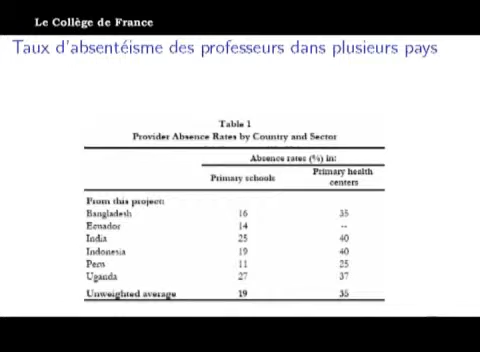 Le Collège de France
Taux d'absentéisme des professeurs dans plusieurs pays
Table 1
Provider Absence Rates by Country and Sector
Absence rates (%) in:
Primary schools Primary health centers
From this project:
Bangladesh 16 35
Ecuador 14 --
India 25 40
Indonesia 19 40
Peru 11 25
Uganda 27 37
Unweighted average 19 35